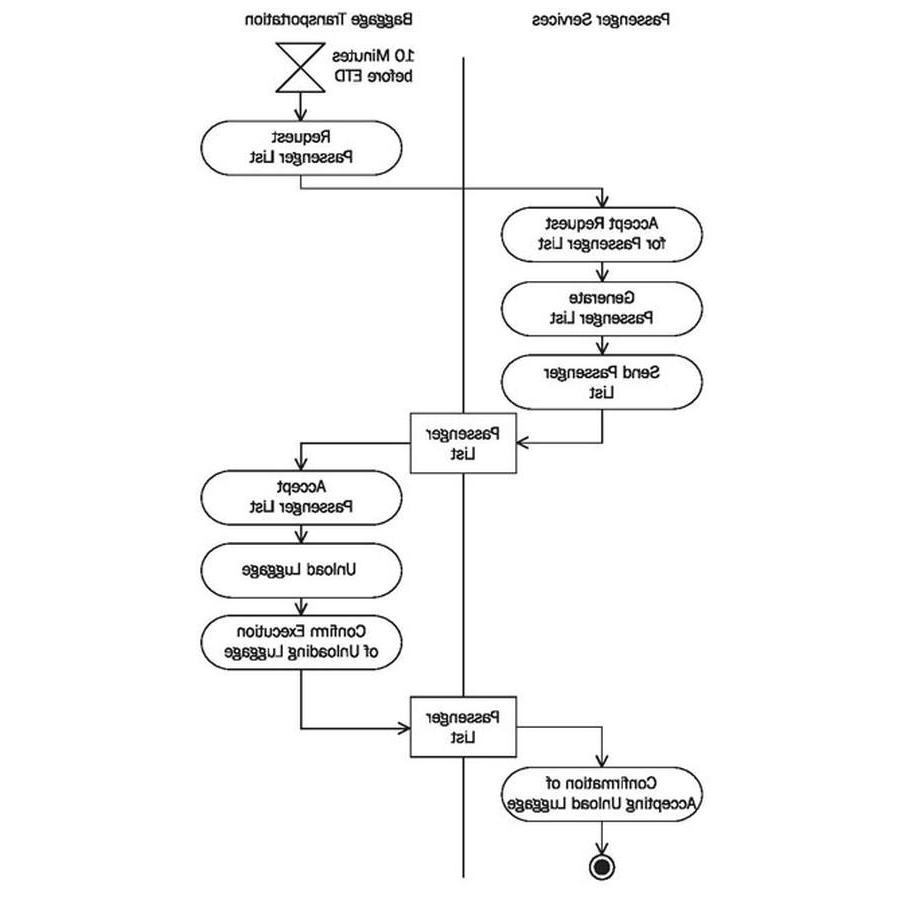 Baggage Transportation
Passenger Services
10 Minutes
before ETD
Request
Passenger List
Accept Request
for Passenger List
Generate
Passenger List
Send Passenger
List
Passenger
List
Accept
Passenger List
Unload Luggage
Confirm Execution
of Unloading Luggage
Passenger
List
Confirmation of
Accepting Unload Luggage